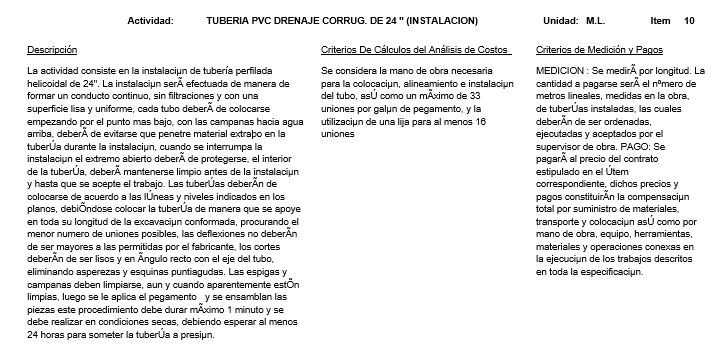 Actividad: TUBERIA PVC DRENAJE CORRUG. DE 24 " (INSTALACION) Unidad: M.L. Item 10
Descripción
La actividad consiste en la instalaciµn de tubería perfilada
helicoidal de 24". La instalaciµn serÃ efectuada de manera de
formar un conducto continuo, sin filtraciones y con una
superficie lisa y uniforme, cada tubo deberÃ de colocarse
empezando por el punto mas bajo, con las campanas hacia agua
arriba, deberÃ de evitarse que penetre material extraþo en la
tuberÚa durante la instalaciµn, cuando se interrumpa la
instalaciµn el extremo abierto deberÃ de protegerse, el interior
de la tuberÚa, deberÃ mantenerse limpio antes de la instalaciµn
y hasta que se acepte el trabajo. Las tuberÚas deberÃn de
colocarse de acuerdo a las lÚneas y niveles indicados en los
planos, debiÕndose colocar la tuberÚa de manera que se apoye
en toda su longitud de la excavaciµn conformada, procurando el
menor numero de uniones posibles, las deflexiones no deberÃn
de ser mayores a las permitidas por el fabricante, los cortes
deberÃn de ser lisos y en Ãngulo recto con el eje del tubo,
eliminando asperezas y esquinas puntiagudas. Las espigas y
campanas deben limpiarse, aun y cuando aparentemente estÕn
limpias, luego se le aplica el pegamento y se ensamblan las
piezas este procedimiento debe durar mÃximo 1 minuto y se
debe realizar en condiciones secas, debiendo esperar al menos
24 horas para someter la tuberÚa a presiµn.
Criterios De Cálculos del Análisis de Costos
Se considera la mano de obra necesaria
para la colocaciµn, alineamiento e instalaciµn
del tubo, asÚ como un mÃximo de 33
uniones por galµn de pegamento, y la
utilizaciµn de una lija para al menos 16
uniones
Criterios de Medición y Pagos
MEDICION : Se medirÃ por longitud. La
cantidad a pagarse serÃ el nºmero de
metros lineales, medidas en la obra,
de tuberÚas instaladas, las cuales
deberÃn de ser ordenadas,
ejecutadas y aceptados por el
supervisor de obra. PAGO: Se
pagarÃ al precio del contrato
estipulado en el Útem
correspondiente, dichos precios y
pagos constituirÃn la compensaciµn
total por suministro de materiales,
transporte y colocaciµn asÚ como por
mano de obra, equipo, herramientas,
materiales y operaciones conexas en
la ejecuciµn de los trabajos descritos
en toda la especificaciµn.